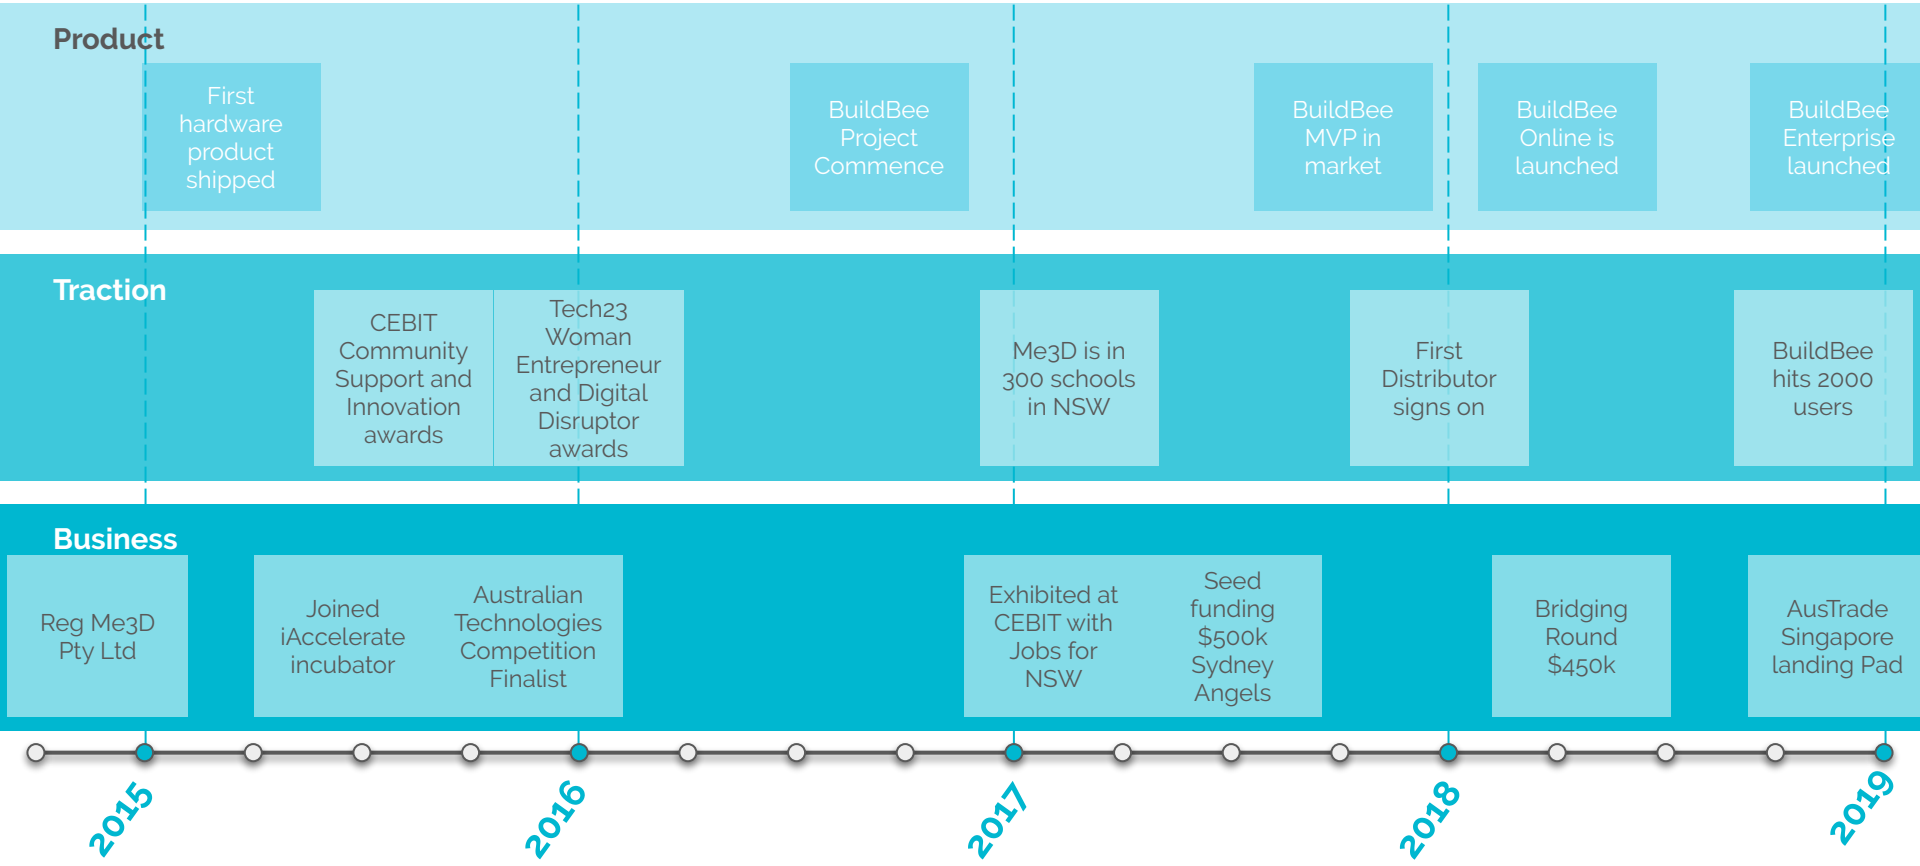 Product
First
hardware
product
shipped
BuildBee
Project
Commence
BuildBee
MVP in
market
BuildBee
Online is
launched
BuildBee
Enterprise
launched
Traction
CEBIT
Community
Support and
Innovation
awards
Tech23
Woman
Entrepreneur
and Digital
Disruptor
awards
Me3D is in
300 schools
in NSW
First
Distributor
signs on
BuildBee
hits 2000
users
Business
Reg Me3D
Pty Ltd
Joined
iAccelerate
incubator
Australian
Technologies
Competition
Finalist
Exhibited at
CEBIT with
Jobs for
NSW
Seed
funding
$500k
Sydney
Angels
Bridging
Round
$450k
AusTrade
Singapore
landing Pad
2015
2016
2017
2018
2019